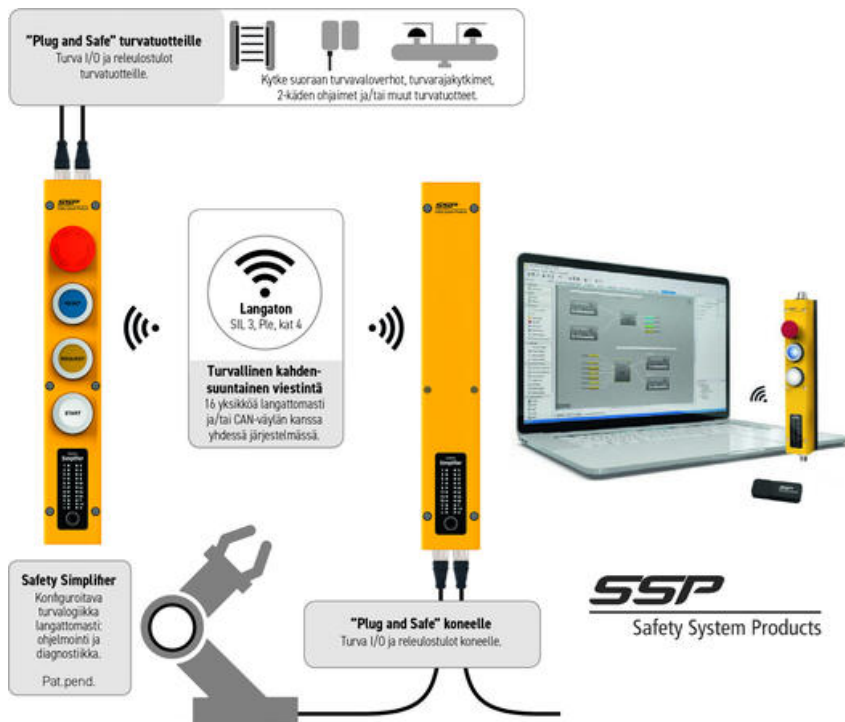 "Plug and Safe" turvatuotteille
Turva I/O ja releulostulot
turvatuotteille.
Kytke suoraan turvavaloverhot, turvarajakytkimet,
2-käden ohjaimet ja/tai muut turvatuotteet.
SSP
RESET
REQUEST
START
Simplifier
Langaton
SIL 3, Ple, kat 4
Turvallinen kahden-
suuntainen viestintä
16 yksikköä langattomasti
ja/tai CAN-väylän kanssa
yhdessä järjestelmässä.
SSP
Simplifier
Safety Simplifier
Konfiguroitava
turvalogiikka
langattomasti:
ohjelmointi ja
diagnostiikka.
Pat.pend.
"Plug and Safe" koneelle
Turva I/O ja releulostulot koneelle.
SSP
SSP
Safety System Products